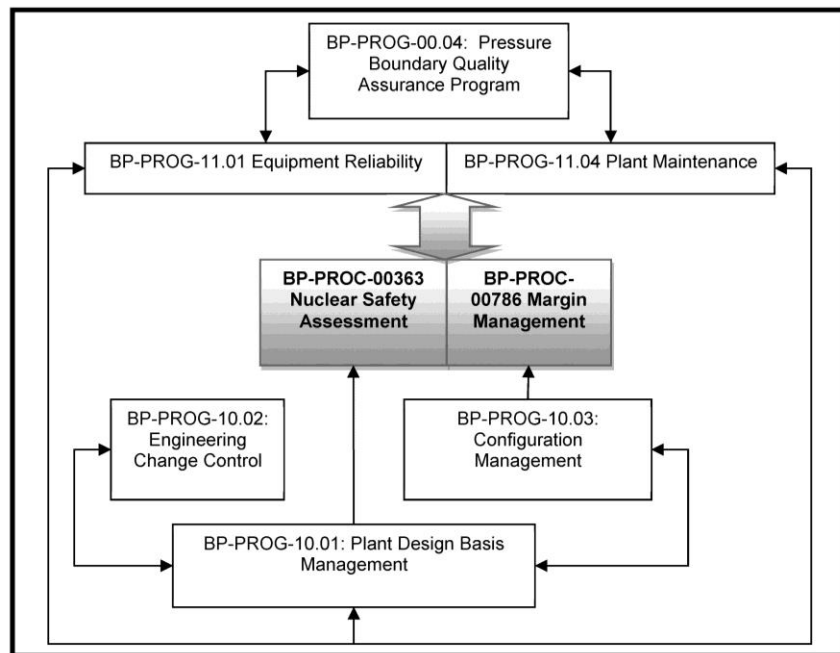 BP-PROG-00.04:  Pressure
Boundary Quality
Assurance Program
BP-PROG-11.01 Equipment Reliability
BP-PROG-11.04 Plant Maintenance
BP-PROC-00363
Nuclear Safety
Assessment
BP-PROC-
00786 Margin
Management
BP-PROG-10.02:
Engineering
Change Control
BP-PROG-10.03:
Configuration
Management
BP-PROG-10.01: Plant Design Basis
Management